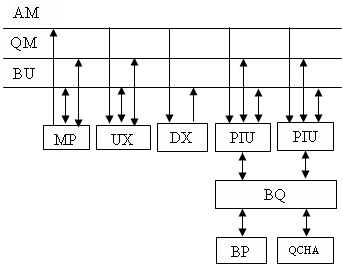 AM
QM
BU
MP UX DX PIU PIU
BQ
BP QCHA